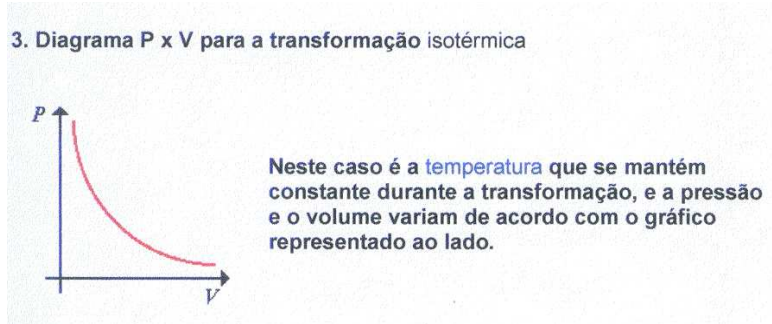 3. Diagrama P x V para a transformação isotérmica
P
Neste caso é a temperatura que se mantém
constante durante a transformação, e a pressão
e o volume variam de acordo com o gráfico
representado ao lado.
V